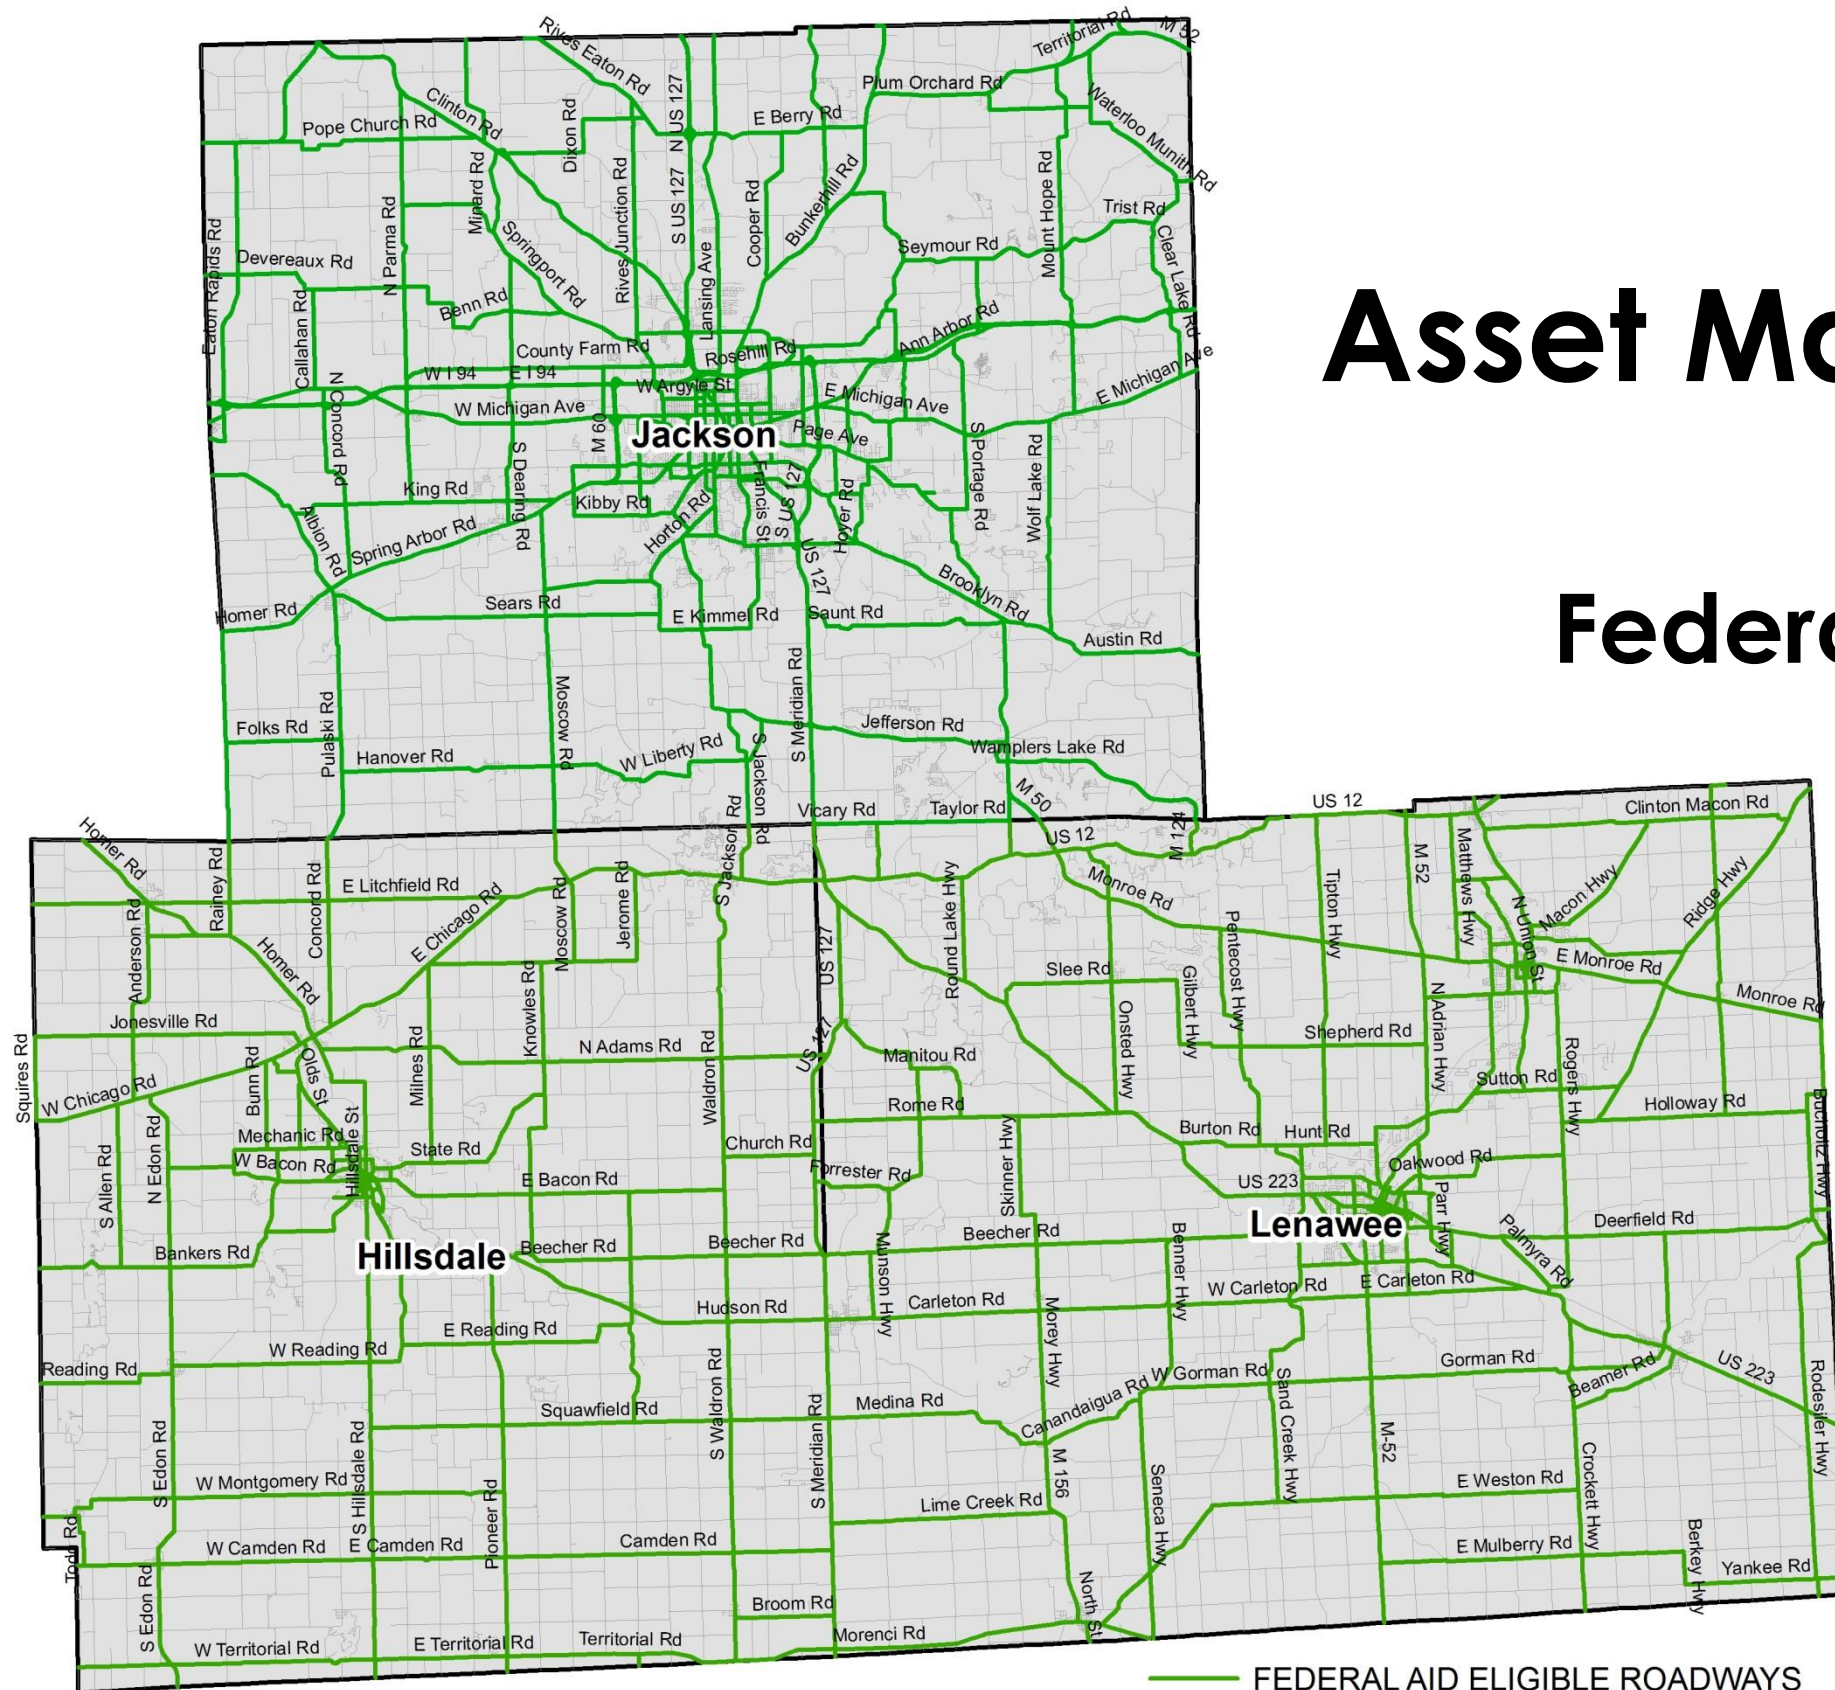 Rives Eaton Rd
Territorial Rd
M 52
Clinton Rd
Plum Orchard Rd
Waterloo Munith Rd
Pope Church Rd
Dixon Rd
N US 127
E Berry Rd
Minard Rd
Rives Junction Rd
S US 127
Cooper Rd
Bunkerhill Rd
Mount Hope Rd
Trist Rd
Eaton Rapids Rd
Devereaux Rd
N Parma Rd
Springport Rd
Lansing Ave
Seymour Rd
Clear Lake Rd
Callahan Rd
Benn Rd
Ann Arbor Rd
Asset Ma
County Farm Rd
Rosehill Rd
W I 94
E I 94
W Argyle St
E Michigan Ave
E Michigan Ave
N Concord Rd
W Michigan Ave
M 60
Jackson
Page Ave
S Dearing Rd
S Portage Rd
Wolf Lake Rd
King Rd
Kibby Rd
Francis St
S US 127
Hoyer Rd
Albion Rd
Spring Arbor Rd
Horton Rd
US 127
Brooklyn Rd
Homer Rd
Sears Rd
E Kimmel Rd
Saunt Rd
Austin Rd
Federa
Folks Rd
Pulaski Rd
Moscow Rd
S Meridian Rd
Jefferson Rd
Hanover Rd
W Liberty Rd
S Jackson Rd
Wamplers Lake Rd
M 50
Vicary Rd
Taylor Rd
US 12
Clinton Macon Rd
Homer Rd
Rainey Rd
S Jackson Rd
US 12
M 124
M 52
Matthews Hwy
Concord Rd
E Litchfield Rd
Jerome Rd
Round Lake Hwy
Monroe Rd
Tipton Hwy
Macon Hwy
Ridge Hwy
Anderson Rd
E Chicago Rd
Moscow Rd
Pentecost Hwy
N Union St
Homer Rd
Knowles Rd
US 127
Slee Rd
Gilbert Hwy
E Monroe Rd
Monroe Rd
Jonesville Rd
Squires Rd
Milnes Rd
N Adams Rd
Waldron Rd
US 127
Manitou Rd
Onsted Hwy
Shepherd Rd
N Adrian Hwy
Rogers Hwy
W Chicago Rd
Bunn Rd
Olds St
Sutton Rd
Rome Rd
Holloway Rd
Bucholtz Hwy
N Edon Rd
Mechanic Rd
Hillsdale St
State Rd
Church Rd
Skinner Hwy
Burton Rd
Hunt Rd
S Allen Rd
W Bacon Rd
E Bacon Rd
Forrester Rd
US 223
Oakwood Rd
Parr Hwy
Bankers Rd
Hillsdale
Beecher Rd
Beecher Rd
Munson Hwy
Beecher Rd
Benner Hwy
Lenawee
Palmyra Rd
Deerfield Rd
W Carleton Rd
E Carleton Rd
Hudson Rd
Carleton Rd
Morey Hwy
E Reading Rd
W Reading Rd
Reading Rd
W Gorman Rd
Gorman Rd
Beamer Rd
US 223
Rodesiler Hwy
S Edon Rd
S Hillsdale Rd
Squawfield Rd
S Waldron Rd
S Meridian Rd
Medina Rd
Canandaigua Rd
Sand Creek Hwy
M-52
W Montgomery Rd
Pioneer Rd
M 156
Seneca Hwy
E Weston Rd
Crockett Hwy
Lime Creek Rd
Todd Rd
W Camden Rd
E Camden Rd
Camden Rd
E Mulberry Rd
Berkey Hwy
Yankee Rd
S Edon Rd
Broom Rd
North St
W Territorial Rd
E Territorial Rd
Territorial Rd
Morenci Rd
FEDERAL AID ELIGIBLE ROADWAYS